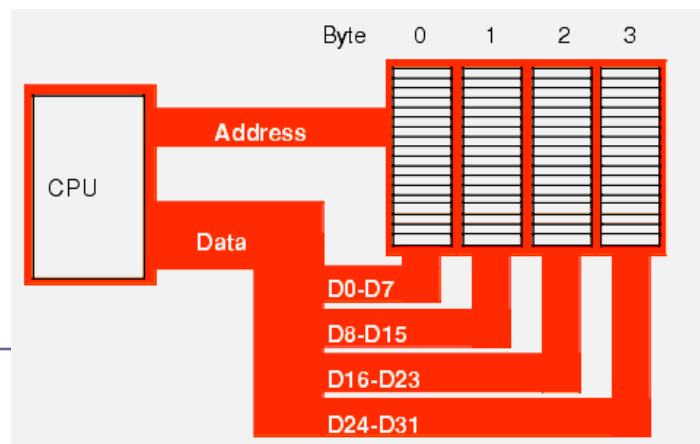 Byte 0 1 2 3
Address
CPU
Data
D0-D7
D8-D15
D16-D23
D24-D31